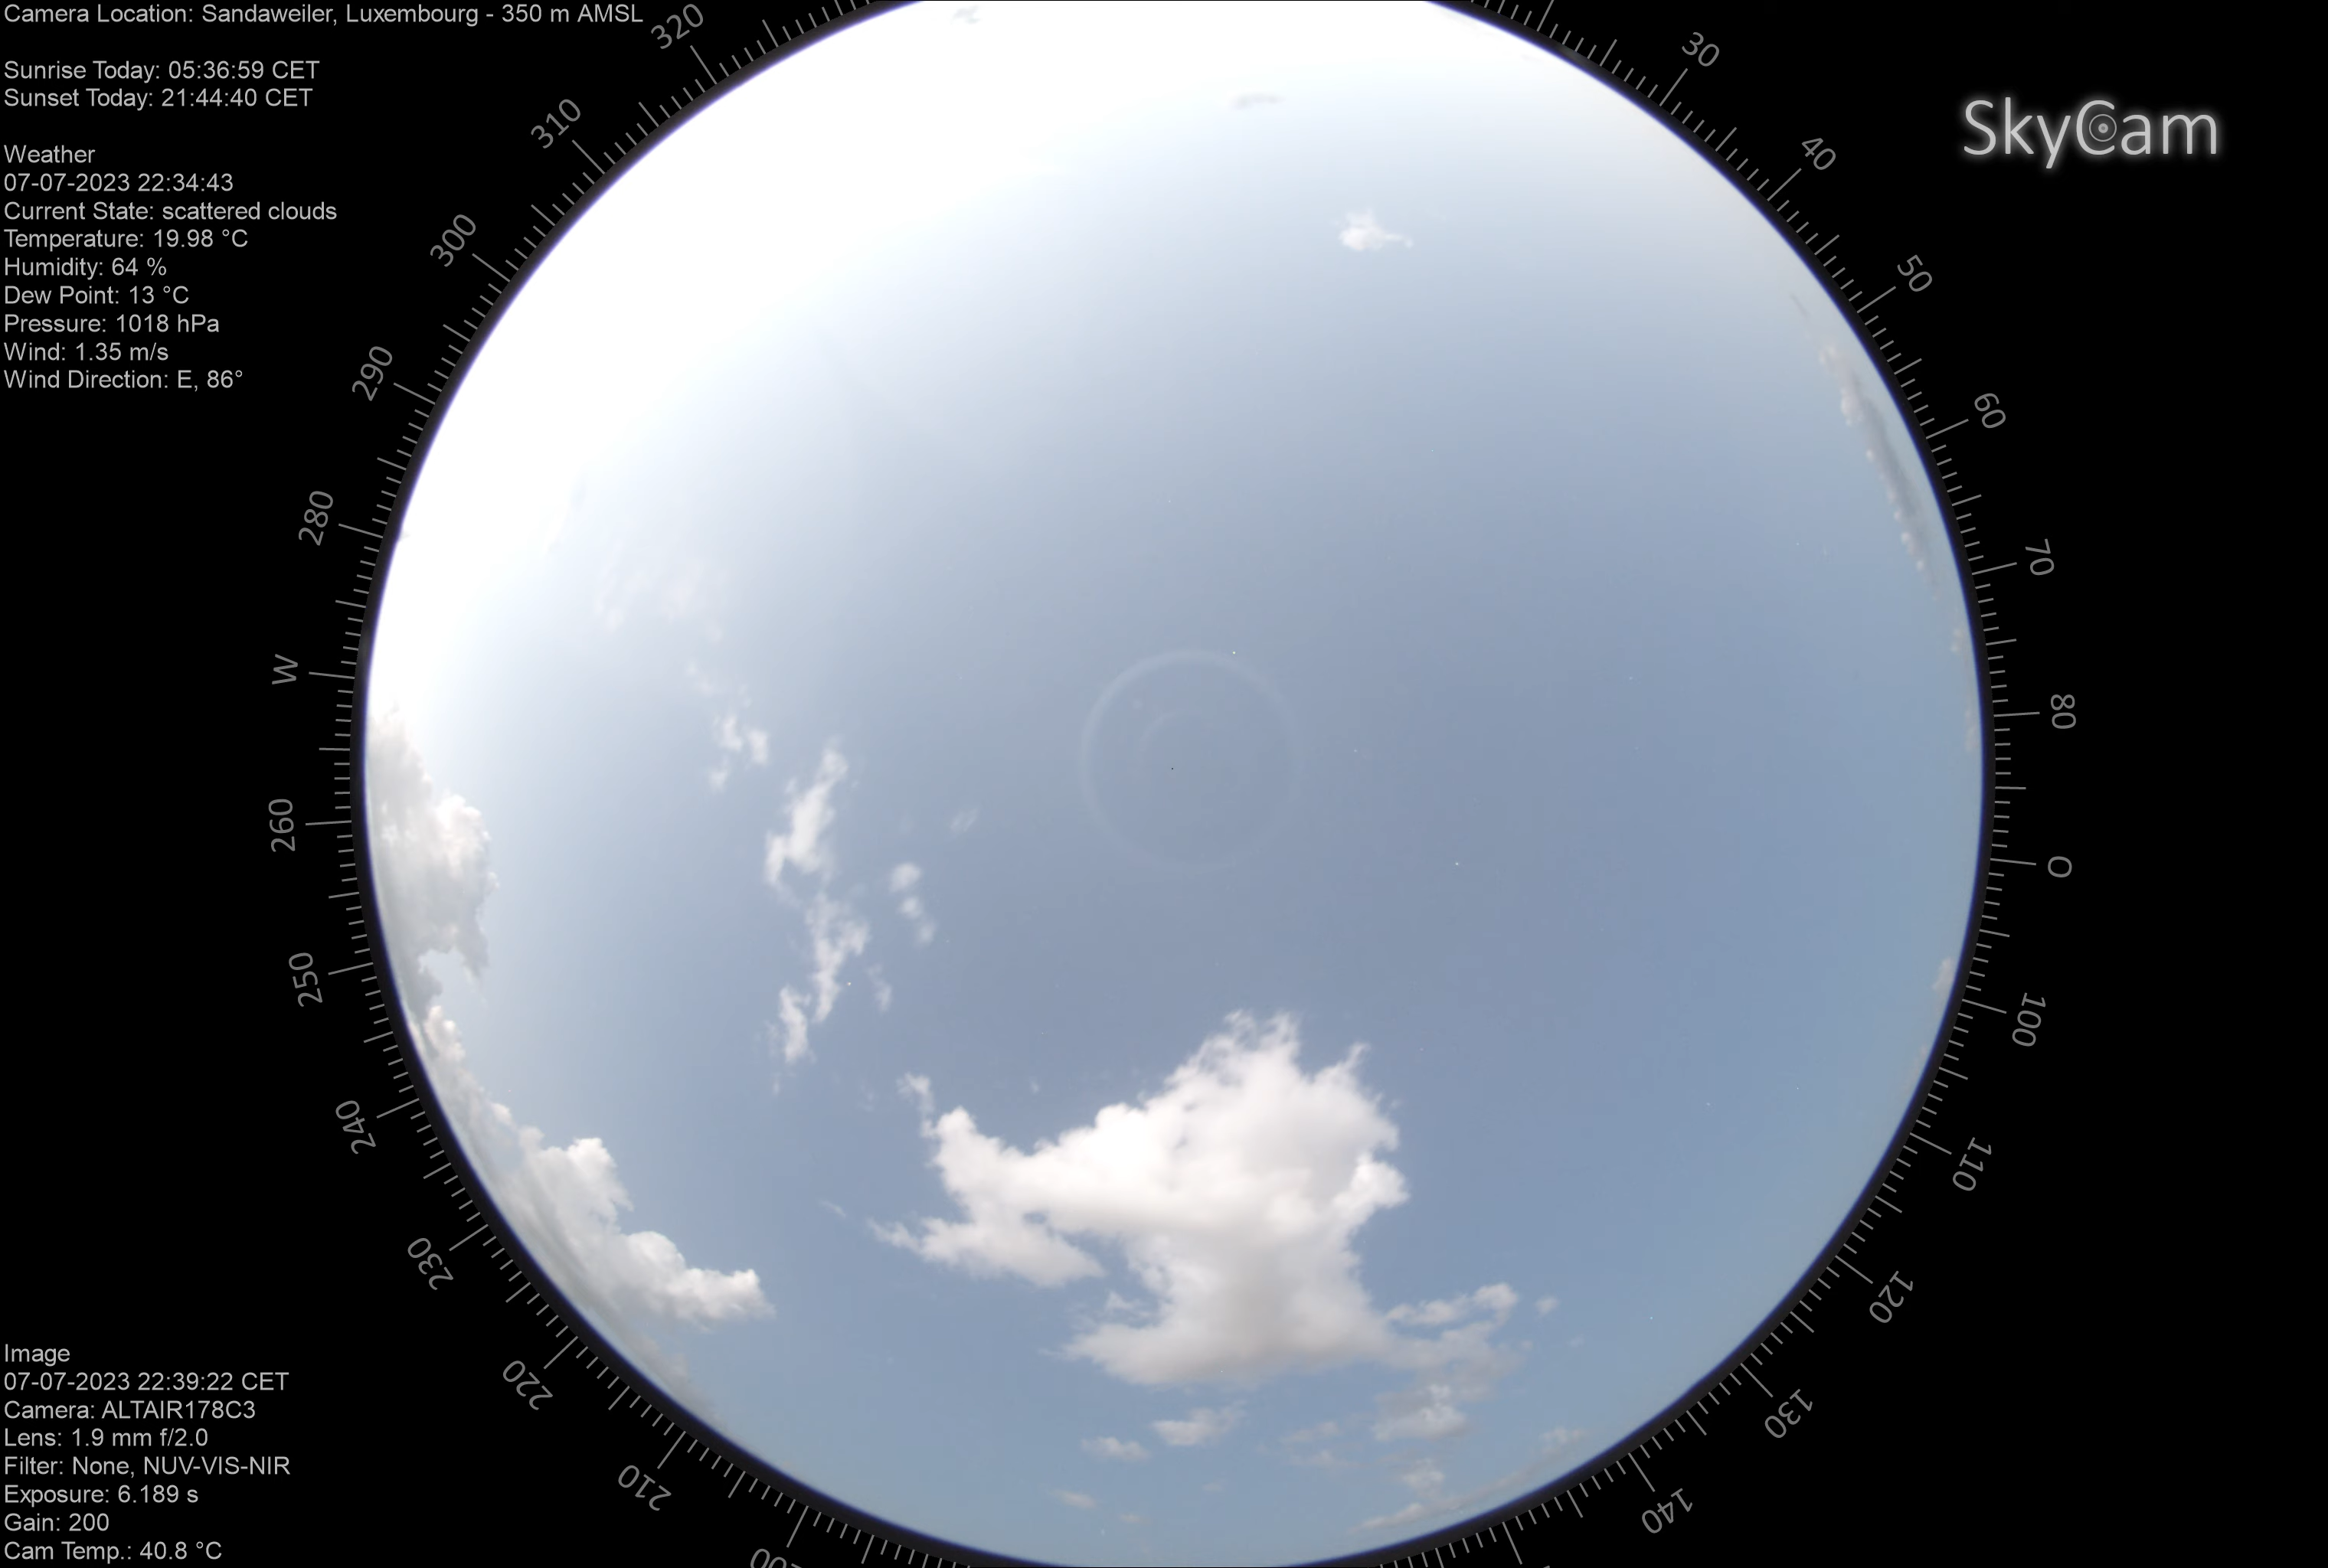 Camera Location: Sandaweiler, Luxembourg - 350 m AMSL
Sunrise Today: 05:36:59 CET
Sunset Today: 21:44:40 CET
Weather
07-07-2023 22:34:43
Current State: scattered clouds
Temperature: 19.98 °C
Humidity: 64 %
Dew Point: 13 °C
Pressure: 1018 hPa
Wind: 1.35 m/s
Wind Direction: E, 86°
SkyCam
320
310
300
290
280
W
260
250
240
230
220
210
30
40
50
60
70
80
O
100
110
120
130
140
Image
07-07-2023 22:39:22 CET
Camera: ALTAIR178C3
Lens: 1.9 mm f/2.0
Filter: None, NUV-VIS-NIR
Exposure: 6.189 s
Gain: 200
Cam Temp.: 40.8 °C